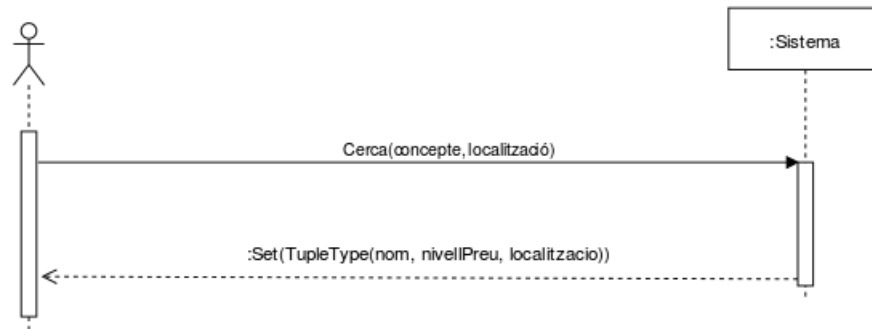 :Sistema
Cerca(concepte,localització)
:Set(TupleType(nom, nivellPreu, localitzacio))